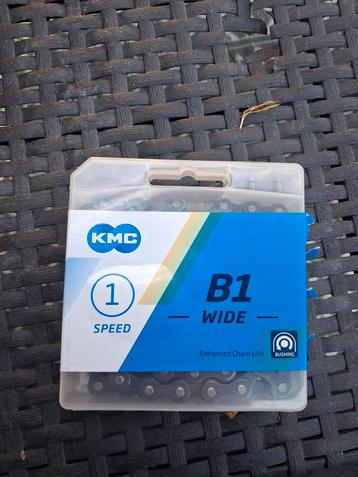 KMC
1
SPEED
B1
WIDE
Enhanced Chain Life
BUSHING